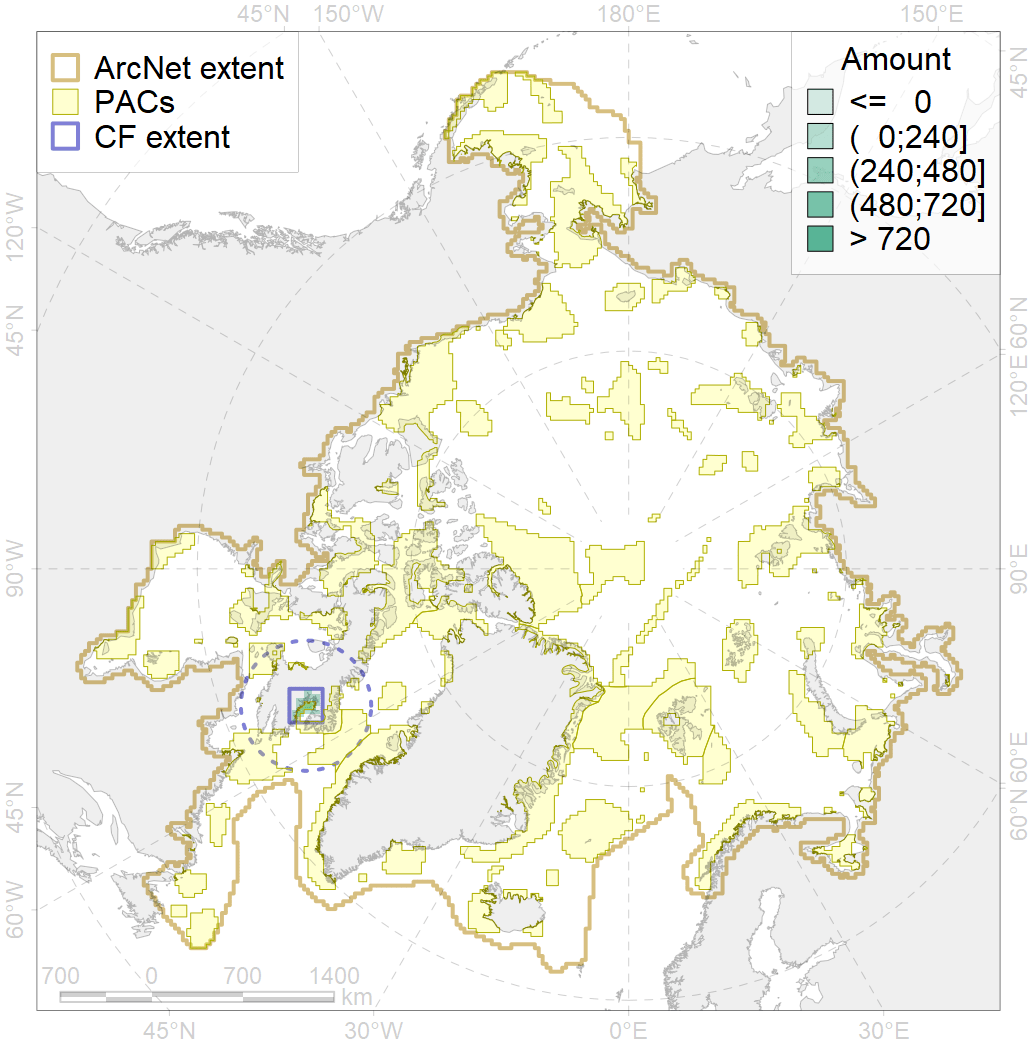 45°N 150°W 180°E 150°E
ArcNet extent
PACs
CF extent
Amount
<= 0
( 0;240]
(240;480]
(480;720]
> 720
45°N
120°W
45°N
60°N
120°E
90°W
90°E
45°N
60°E
60°N
60°W
700 0 700 1400
km
45°N 30°W 0°E 30°E